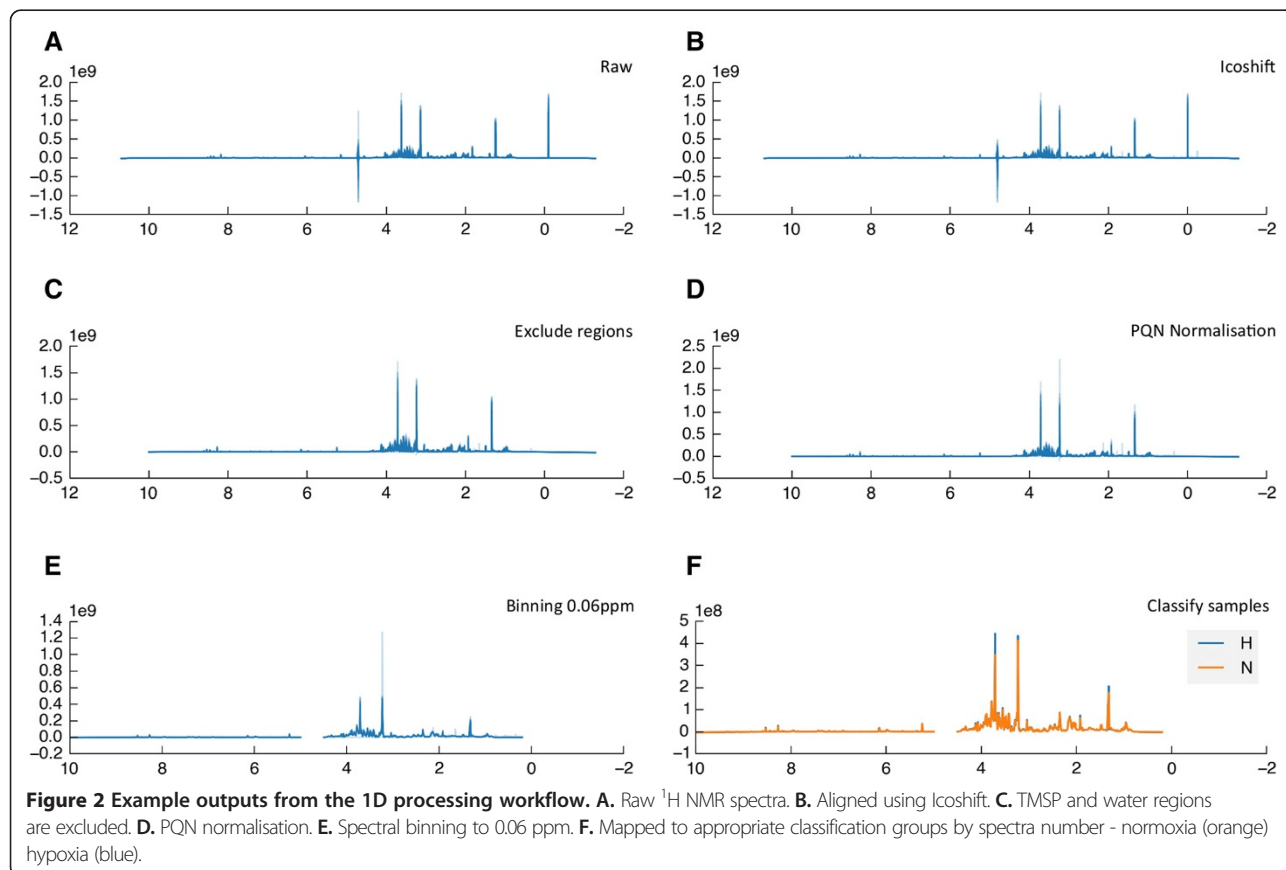 A
Raw
1e9
2.0
1.5
1.0
0.5
0.0
−0.5
−1.0
−1.5
12 10 8 6 4 2 0 −2
B
Icoshift
1e9
2.0
1.5
1.0
0.5
0.0
−0.5
−1.0
−1.5
12 10 8 6 4 2 0 −2
C
Exclude regions
1e9
2.0
1.5
1.0
0.5
0.0
−0.5
12 10 8 6 4 2 0 −2
D
PQN Normalisation
1e9
2.5
2.0
1.5
1.0
0.5
0.0
−0.5
12 10 8 6 4 2 0 −2
E
Binning 0.06ppm
1e9
1.4
1.2
1.0
0.8
0.6
0.4
0.2
0.0
−0.2
10 8 6 4 2 0 −2
F
Classify samples
1e8
5
4
3
2
1
0
−1
10 8 6 4 2 0 −2
H
N
Figure 2 Example outputs from the 1D processing workflow. A. Raw ¹H NMR spectra. B. Aligned using Icoshift. C. TMSP and water regions
are excluded. D. PQN normalisation. E. Spectral binning to 0.06 ppm. F. Mapped to appropriate classification groups by spectra number - normoxia (orange)
hypoxia (blue).